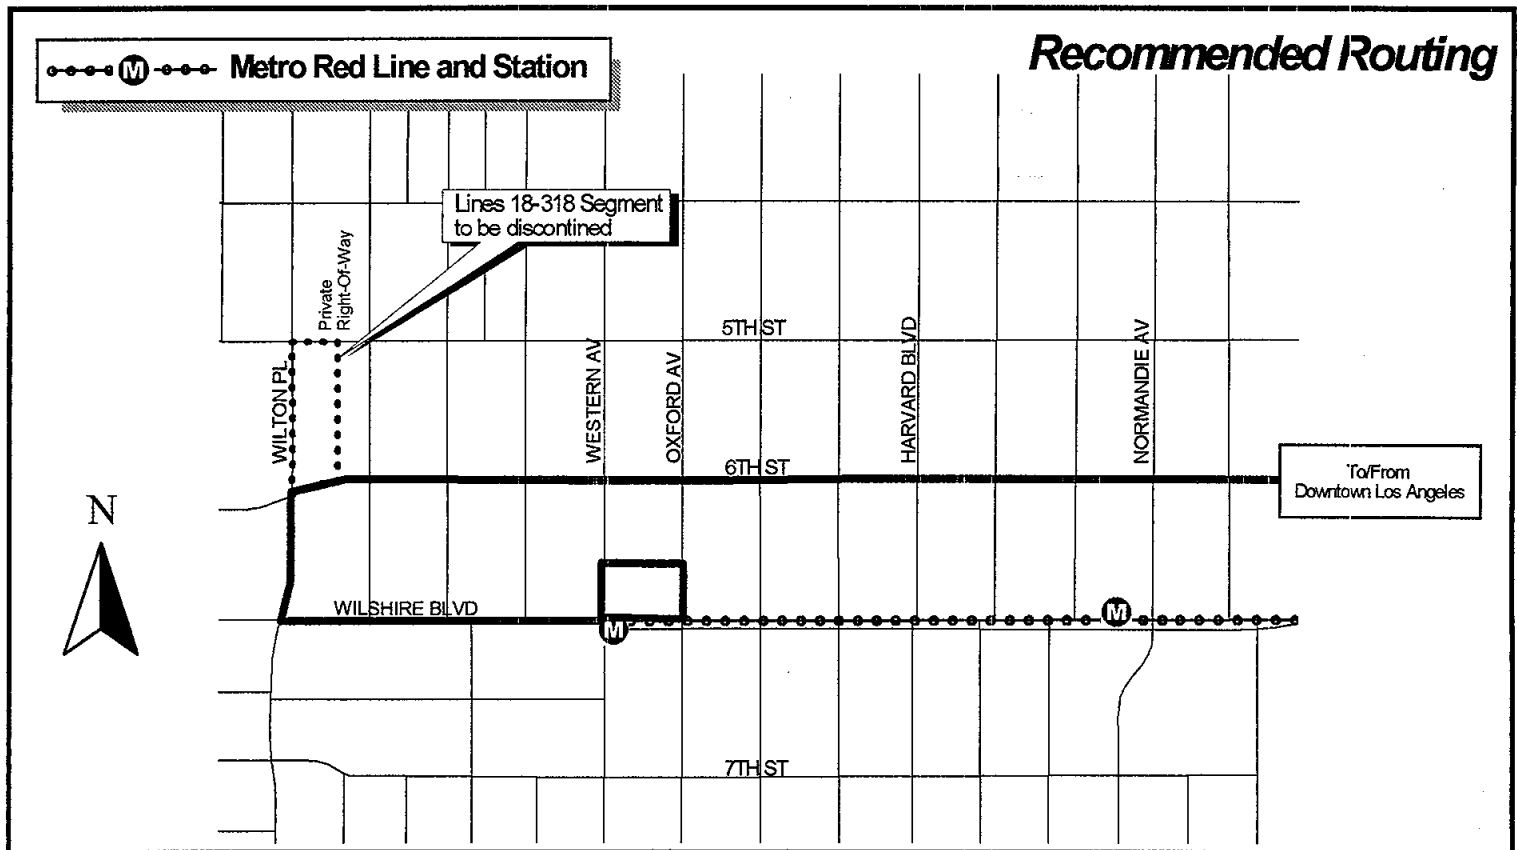 Recommended Routing
M Metro Red Line and Station
Lines 18-318 Segment
to be discontined
Private
Right-Of-Way
5TH ST
WILTON PL
WESTERN AV
OXFORD AV
HARVARD BLVD
NORMANDIE AV
6TH ST
To/From
Downtown Los Angeles
N
WILSHIRE BLVD
M
M
7TH ST